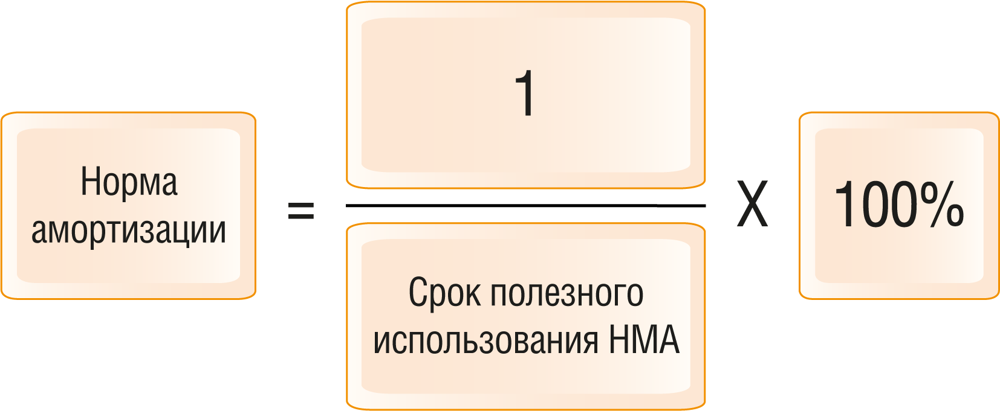 Норма
амортизации
=
1
Срок полезного
использования НМА
X
100%